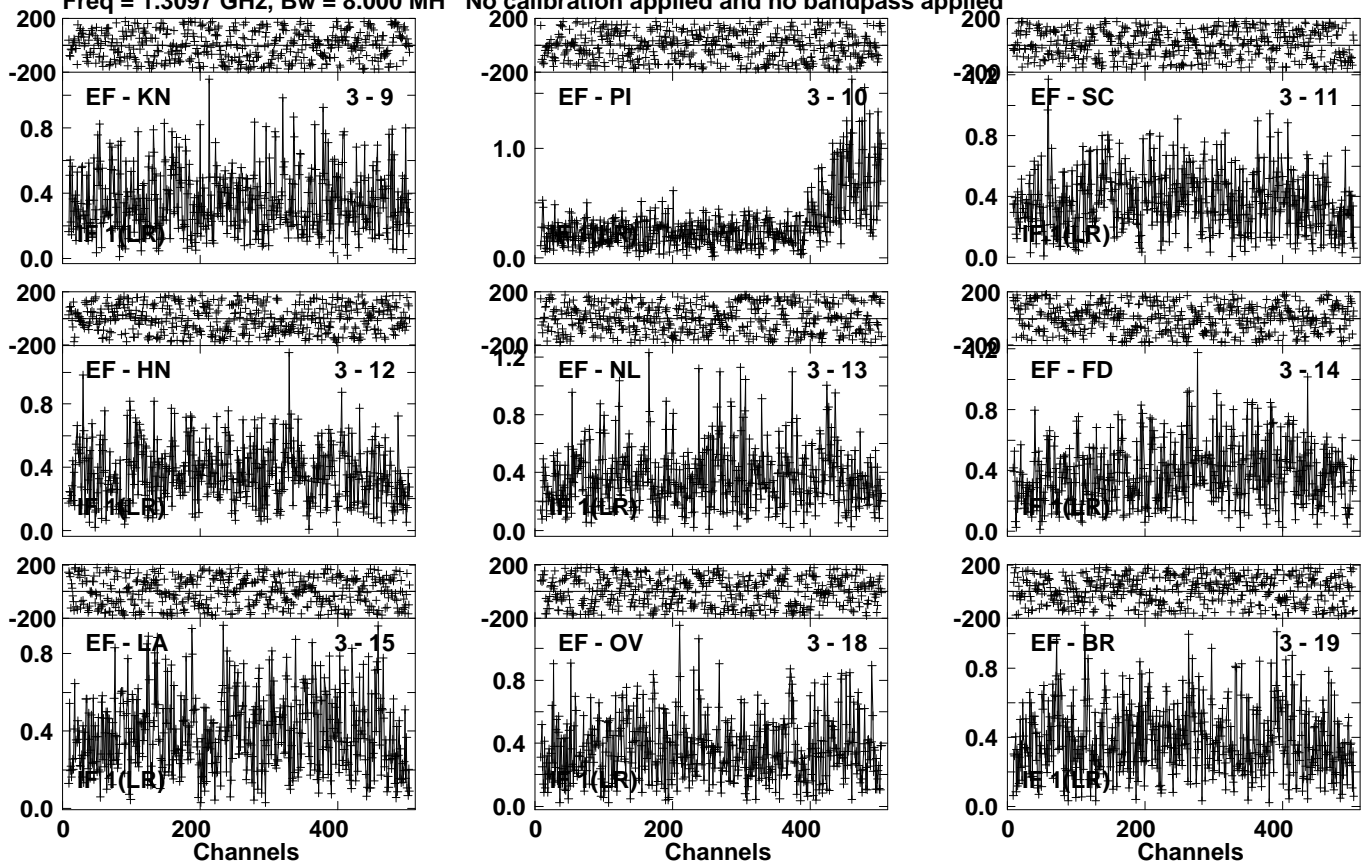 Freq = 1.3097 GHz, Bw = 8.000 MH No calibration applied and no bandpass applied
200 200 200
-200 -200 -200
1.2
EF - KN 3 - 9 EF - PI 3 - 10 EF - SC 3 - 11
0.8 1.0 0.8
0.4 0.4
IF 1(LR) IF 1(LR) IF 1(LR)
0.0 0.0 0.0
200 200 200
-200 -200 -200
1.2 1.2
EF - HN 3 - 12 EF - NL 3 - 13 EF - FD 3 - 14
0.8 0.8 0.8
0.4 0.4 0.4
IF 1(LR) IF 1(LR) IF 1(LR)
0.0 0.0 0.0
200 200 200
-200 -200 -200
EF - LA 3 - 15 EF - OV 3 - 18 EF - BR 3 - 19
0.8 0.8 0.8
0.4 0.4 0.4
IF 1(LR) IF 1(LR) IF 1(LR)
0.0 0.0 0.0
0 200 400 0 200 400 0 200 400
Channels Channels Channels